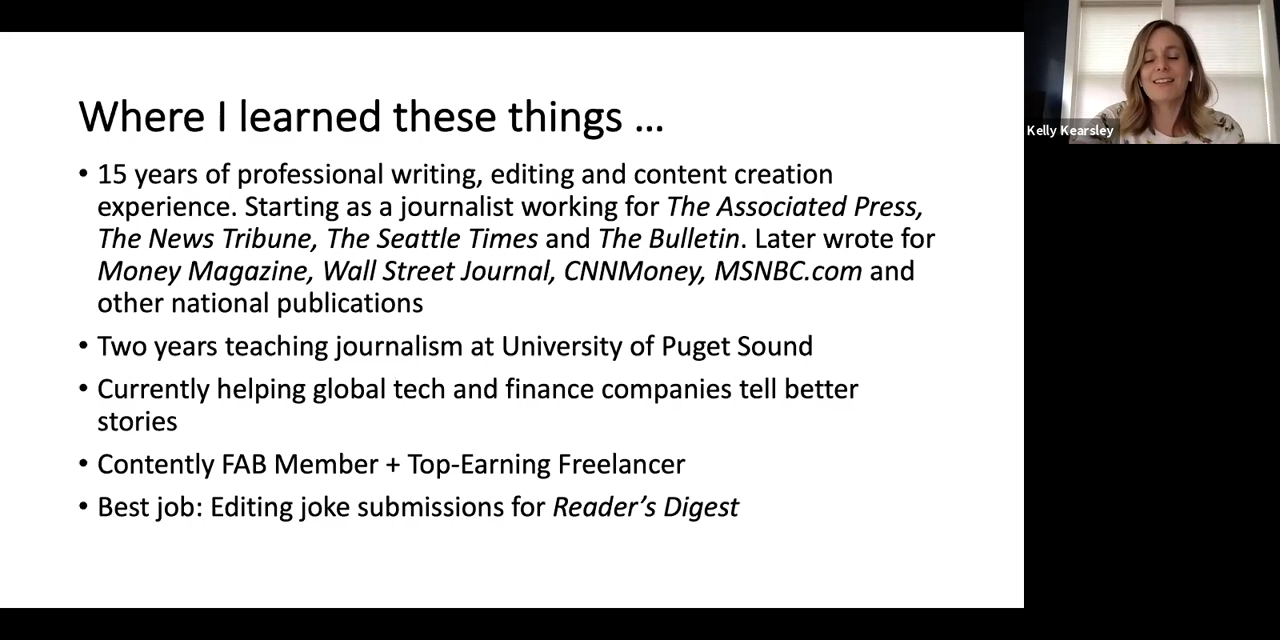 Where I learned these things ...
• 15 years of professional writing, editing and content creation
experience. Starting as a journalist working for The Associated Press,
The News Tribune, The Seattle Times and The Bulletin. Later wrote for
Money Magazine, Wall Street Journal, CNNMoney, MSNBC.com and
other national publications
• Two years teaching journalism at University of Puget Sound
• Currently helping global tech and finance companies tell better
stories
• Contently FAB Member + Top-Earning Freelancer
• Best job: Editing joke submissions for Reader’s Digest
Kelly Kearsley